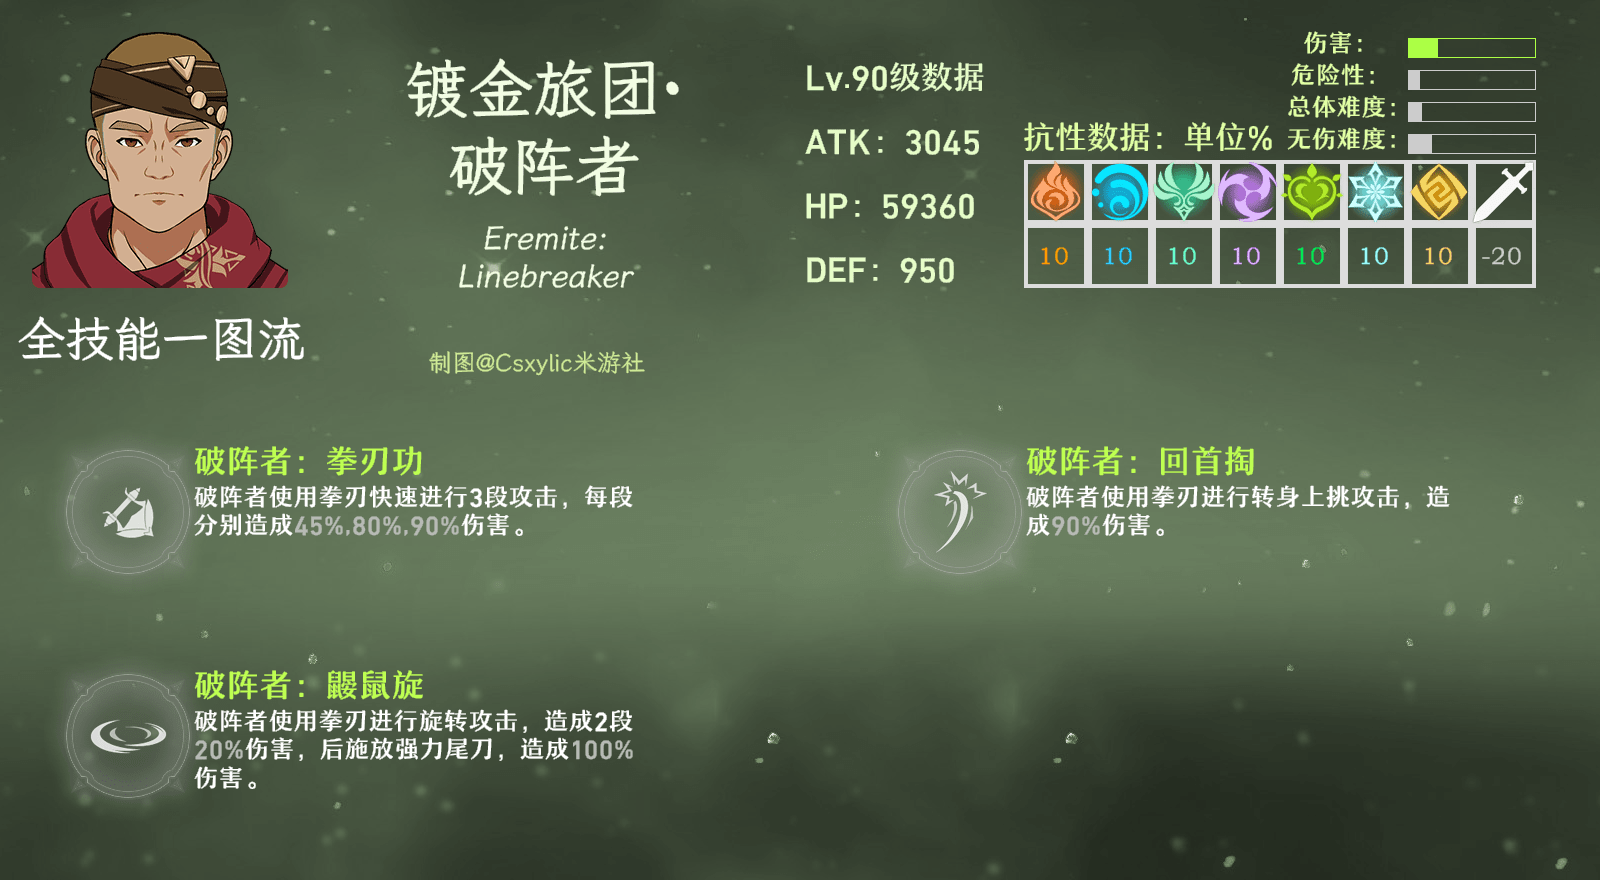 镀金旅团·
破阵者
Eremite:
Linebreaker
全技能一图流
制图@Csxylic米游社
Lv.90级数据
ATK：3045
HP：59360
DEF：950
伤害：
危险性：
总体难度：
无伤难度：
抗性数据：单位%
10 10 10 10 10 10 10 -20
破阵者：拳刃功
破阵者使用拳刃快速进行3段攻击，每段
分别造成45%,80%,90%伤害。
破阵者：回首掏
破阵者使用拳刃进行转身上挑攻击，造
成90%伤害。
破阵者：鼹鼠旋
破阵者使用拳刃进行旋转攻击，造成2段
20%伤害，后施放强力尾刀，造成100%
伤害。